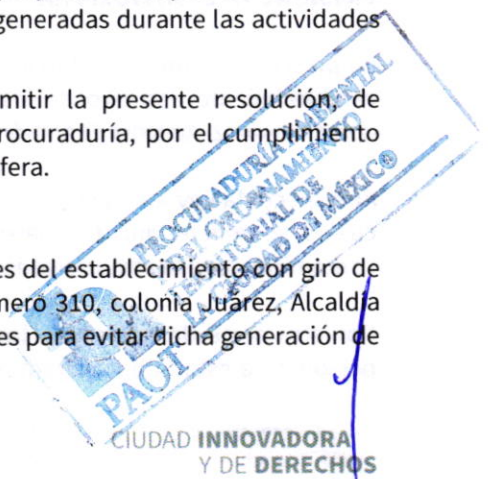 generadas durante las actividades
mitir la presente resolución, de
rocuraduría, por el cumplimiento
fera.
es del establecimiento con giro de
mero 310, colonia Juárez, Alcaldía
es para evitar dicha generación de
PROCURADURÍA AMBIENTAL
DEL ORDENAMIENTO
TERRITORIAL DE
LA CIUDAD DE MÉXICO
PAOT
CIUDAD INNOVADORA
Y DE DERECHOS